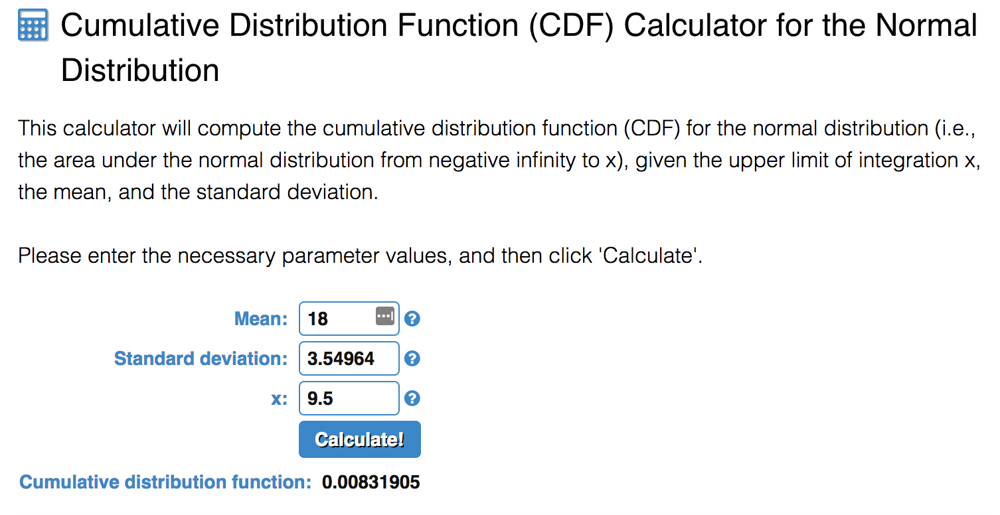 Cumulative Distribution Function (CDF) Calculator for the Normal
Distribution
This calculator will compute the cumulative distribution function (CDF) for the normal distribution (i.e.,
the area under the normal distribution from negative infinity to x), given the upper limit of integration x,
the mean, and the standard deviation.
Please enter the necessary parameter values, and then click 'Calculate'.
Mean: 18 ?
Standard deviation: 3.54964 ?
x: 9.5 ?
Calculate!
Cumulative distribution function: 0.00831905